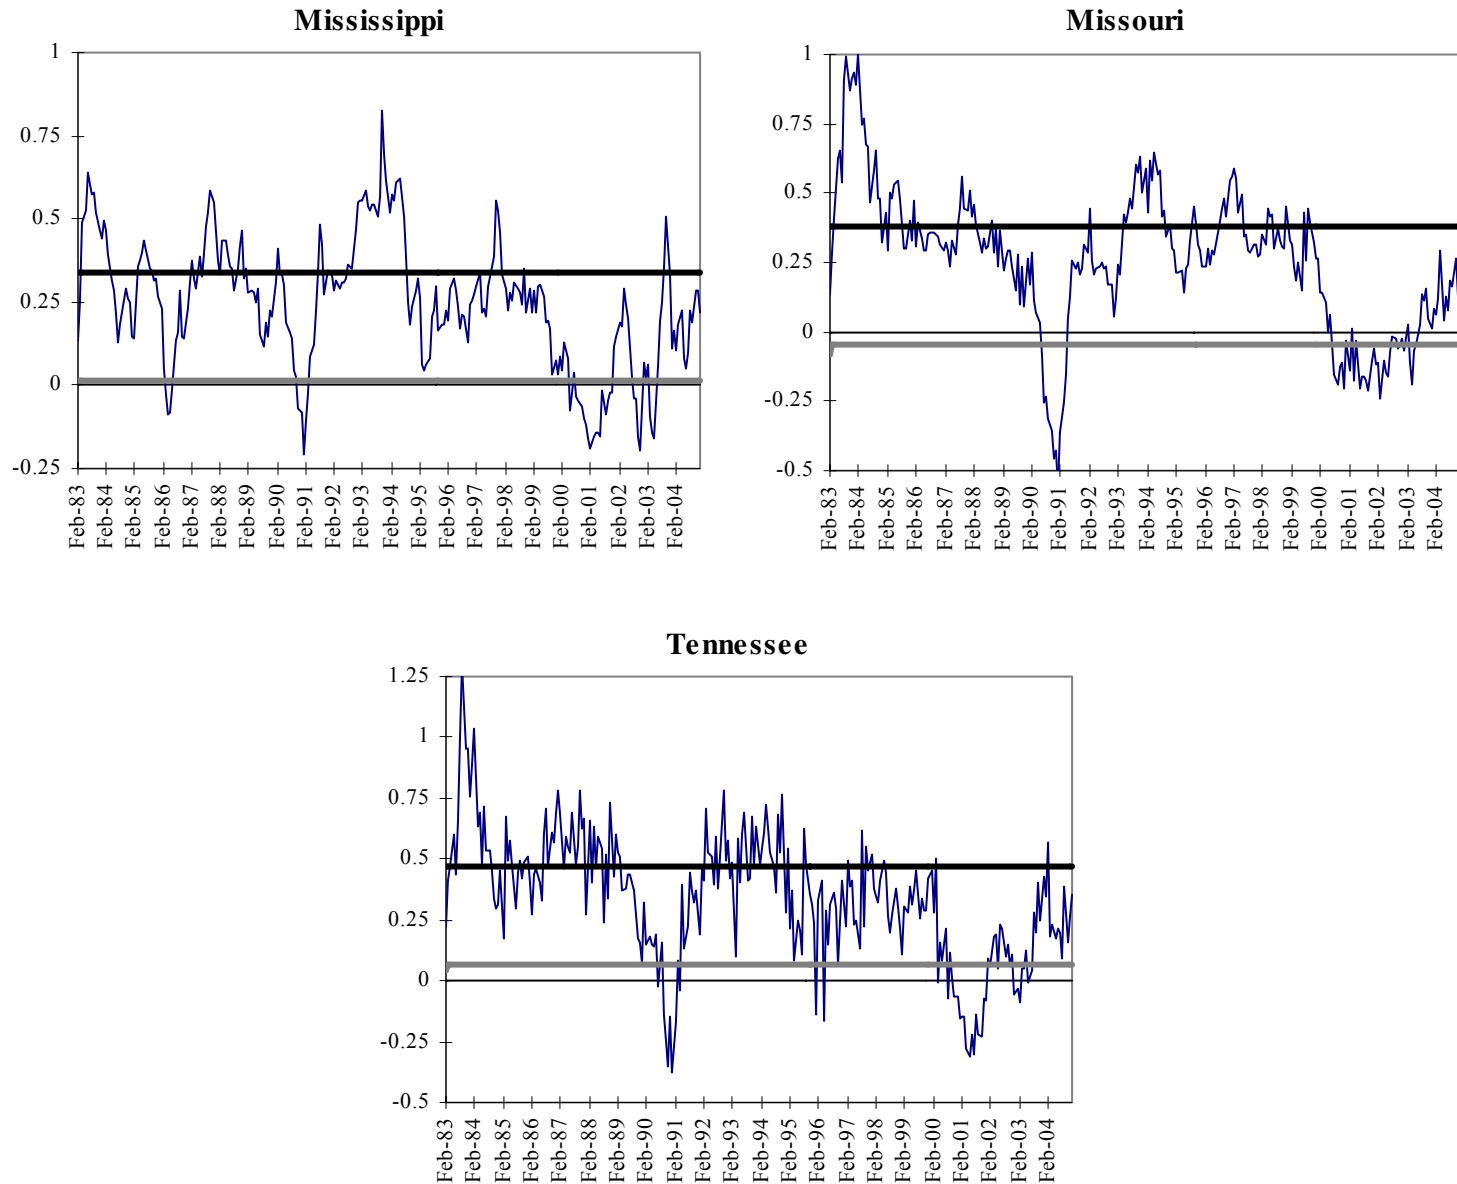 Mississippi
1
0.75
0.5
0.25
0
-0.25
Feb-83
Feb-84
Feb-85
Feb-86
Feb-87
Feb-88
Feb-89
Feb-90
Feb-91
Feb-92
Feb-93
Feb-94
Feb-95
Feb-96
Feb-97
Feb-98
Feb-99
Feb-00
Feb-01
Feb-02
Feb-03
Feb-04
Missouri
1
0.75
0.5
0.25
0
-0.25
-0.5
Feb-83
Feb-84
Feb-85
Feb-86
Feb-87
Feb-88
Feb-89
Feb-90
Feb-91
Feb-92
Feb-93
Feb-94
Feb-95
Feb-96
Feb-97
Feb-98
Feb-99
Feb-00
Feb-01
Feb-02
Feb-03
Feb-04
Tennessee
1.25
1
0.75
0.5
0.25
0
-0.25
-0.5
Feb-83
Feb-84
Feb-85
Feb-86
Feb-87
Feb-88
Feb-89
Feb-90
Feb-91
Feb-92
Feb-93
Feb-94
Feb-95
Feb-96
Feb-97
Feb-98
Feb-99
Feb-00
Feb-01
Feb-02
Feb-03
Feb-04